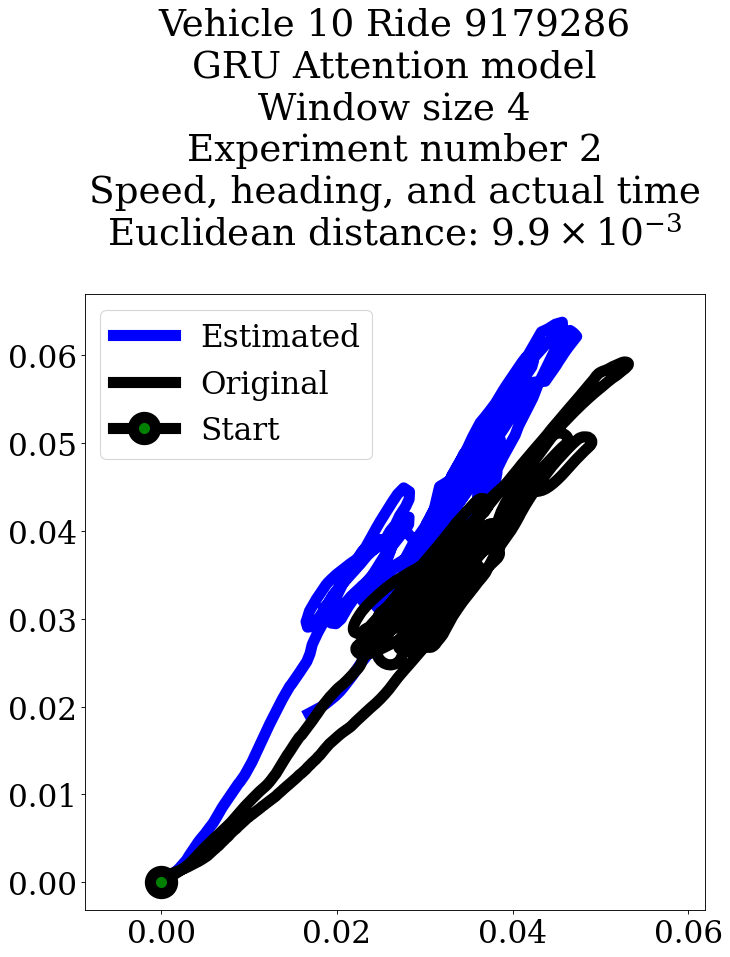 Vehicle 10 Ride 9179286
GRU Attention model
Window size 4
Experiment number 2
Speed, heading, and actual time
Euclidean distance: 9.9 × 10⁻³
Estimated
Original
Start
0.06
0.05
0.04
0.03
0.02
0.01
0.00
0.00 0.02 0.04 0.06